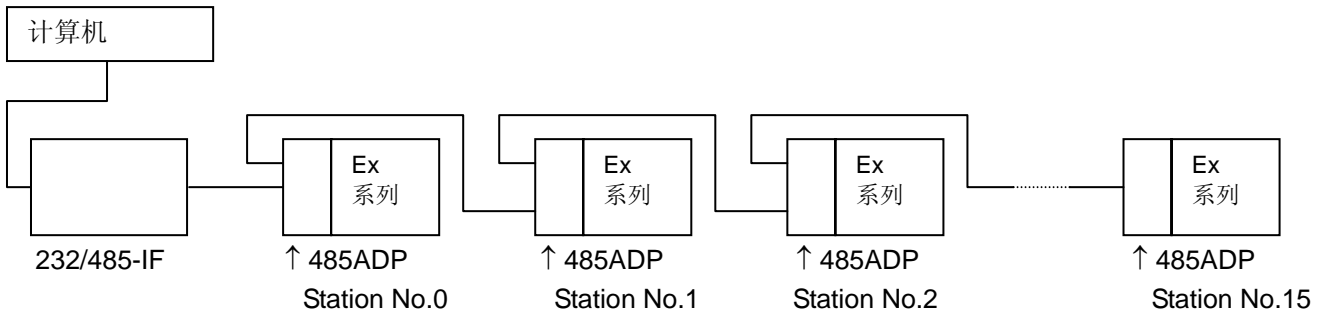 计算机
Ex
系列
Ex
系列
Ex
系列
Ex
系列
232/485-IF
↑ 485ADP
↑ 485ADP
↑ 485ADP
↑ 485ADP
Station No.0
Station No.1
Station No.2
Station No.15